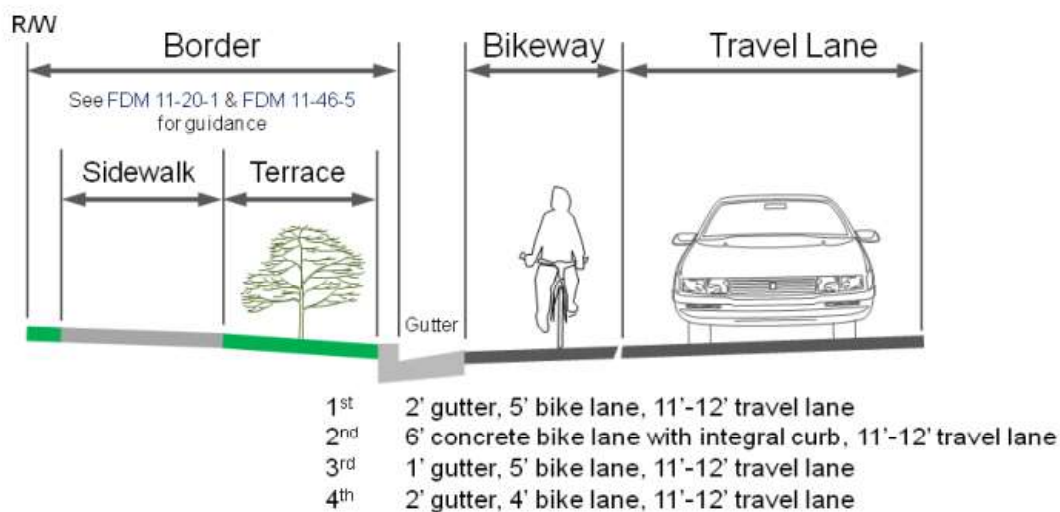 R/W
Border
Bikeway
Travel Lane
See FDM 11-20-1 & FDM 11-46-5
for guidance
Sidewalk
Terrace
Gutter
1st 2' gutter, 5' bike lane, 11'-12' travel lane
2nd 6' concrete bike lane with integral curb, 11'-12' travel lane
3rd 1' gutter, 5' bike lane, 11'-12' travel lane
4th 2' gutter, 4' bike lane, 11'-12' travel lane